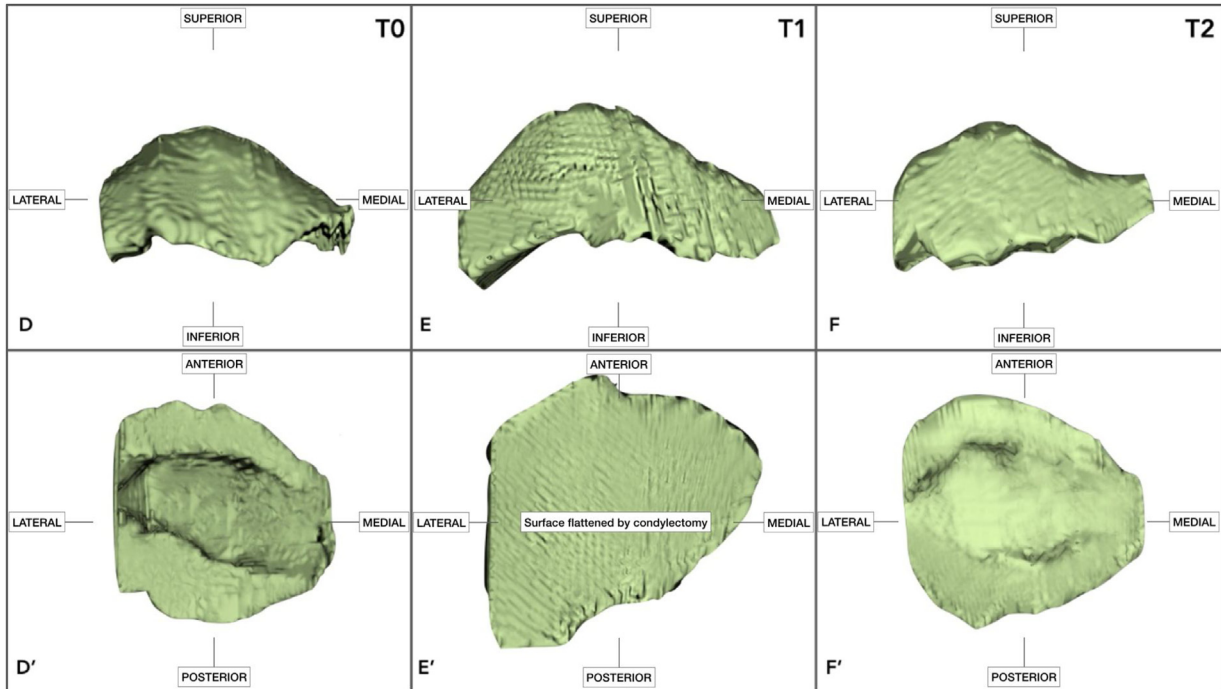 SUPERIOR
T0
LATERAL
MEDIAL
D
INFERIOR
SUPERIOR
T1
LATERAL
MEDIAL
E
INFERIOR
SUPERIOR
T2
LATERAL
MEDIAL
F
INFERIOR
ANTERIOR
LATERAL
MEDIAL
D'
POSTERIOR
ANTERIOR
LATERAL
Surface flattened by condylectomy
MEDIAL
E'
POSTERIOR
ANTERIOR
LATERAL
MEDIAL
F'
POSTERIOR